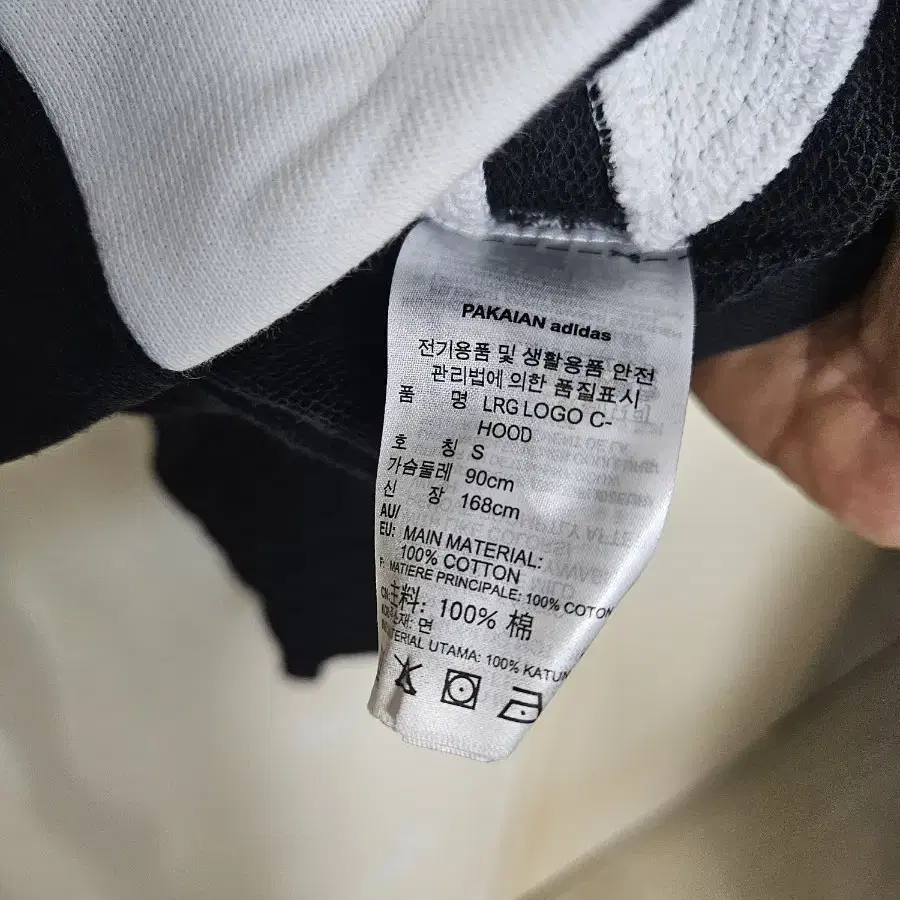 PAKAIAN adidas
전기용품 및 생활용품 안전
관리법에 의한 품질표시
품 명 LRG LOGO C-
HOOD
호 칭 S
가슴둘레 90cm
신 장 168cm
AU/
EU: MAIN MATERIAL:
100% COTTON
F: MATIERE PRINCIPALE: 100% COTON
主料: 100% 棉
면
UTAMA: 100% KATUN